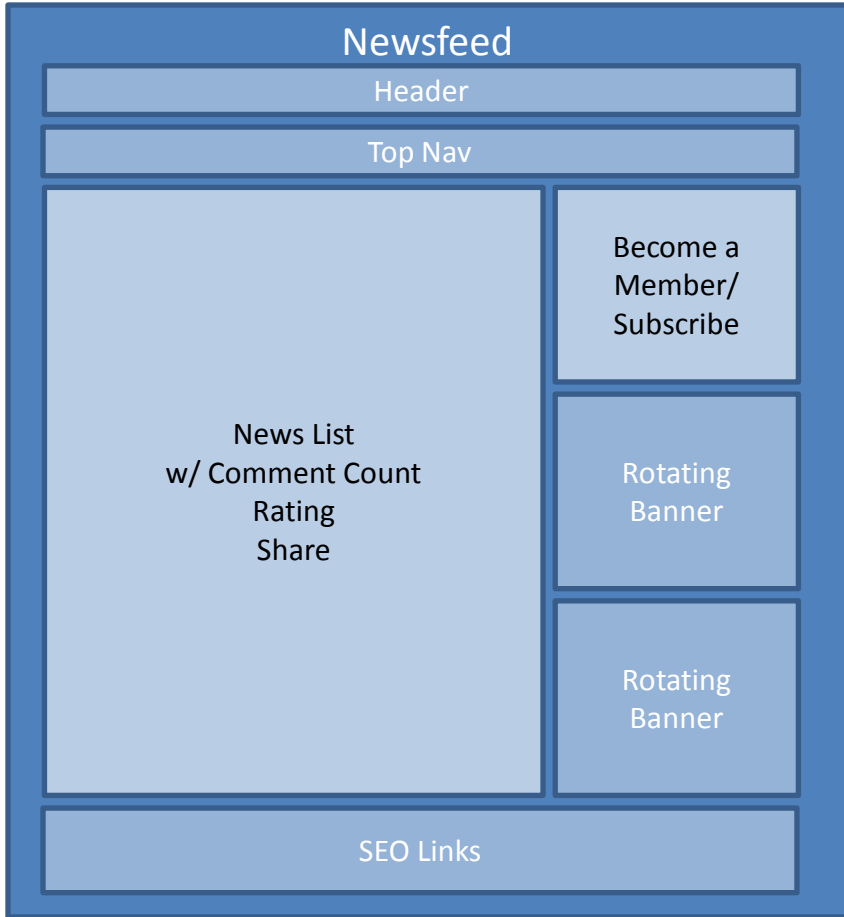 Newsfeed
Header
Top Nav
News List
w/ Comment Count
Rating
Share
Become a
Member/
Subscribe
Rotating
Banner
Rotating
Banner
SEO Links